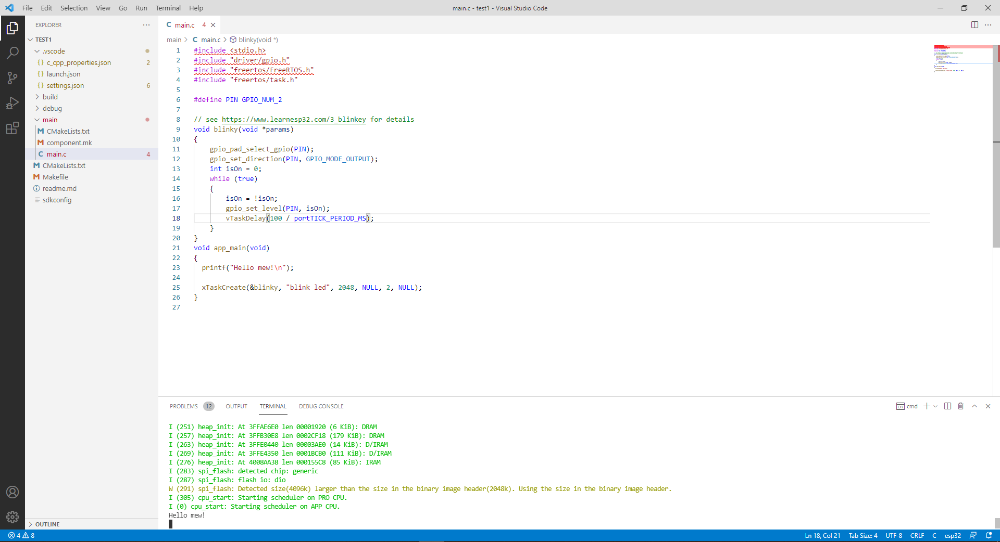 File Edit Selection View Go Run Terminal Help
main.c - test1 - Visual Studio Code
EXPLORER
TEST1
.vscode
{} c_cpp_properties.json 2
{} launch.json
{} settings.json 6
build
debug
main
M CMakeLists.txt
M component.mk
C main.c 4
M CMakeLists.txt
M Makefile
readme.md
sdkconfig
OUTLINE
C main.c 4
main > C main.c > blinky(void *)
1 #include <stdio.h>
2 #include "driver/gpio.h"
3 #include "freertos/FreeRTOS.h"
4 #include "freertos/task.h"
5
6 #define PIN GPIO_NUM_2
7
8 // see https://www.learnesp32.com/3_blinkey for details
9 void blinky(void *params)
10 {
11     gpio_pad_select_gpio(PIN);
12     gpio_set_direction(PIN, GPIO_MODE_OUTPUT);
13     int isOn = 0;
14     while (true)
15     {
16         isOn = !isOn;
17         gpio_set_level(PIN, isOn);
18         vTaskDelay(100 / portTICK_PERIOD_MS);
19     }
20 }
21 void app_main(void)
22 {
23   printf("Hello mew!\n");
24
25   xTaskCreate(&blinky, "blink led", 2048, NULL, 2, NULL);
26 }
27
PROBLEMS 12 OUTPUT TERMINAL DEBUG CONSOLE
cmd
I (251) heap_init: At 3FFAE6E0 len 00001920 (6 KiB): DRAM
I (257) heap_init: At 3FFB30E8 len 0002CF18 (179 KiB): DRAM
I (263) heap_init: At 3FFE0440 len 00003AE0 (14 KiB): D/IRAM
I (269) heap_init: At 3FFE4350 len 0001BCB0 (111 KiB): D/IRAM
I (276) heap_init: At 4008AA38 len 000155C8 (85 KiB): IRAM
I (283) spi_flash: detected chip: generic
I (287) spi_flash: flash io: dio
W (291) spi_flash: Detected size(4096k) larger than the size in the binary image header(2048k). Using the size in the binary image header.
I (305) cpu_start: Starting scheduler on PRO CPU.
I (0) cpu_start: Starting scheduler on APP CPU.
Hello mew!
4 8
Ln 18, Col 21 Tab Size: 4 UTF-8 CRLF C esp32